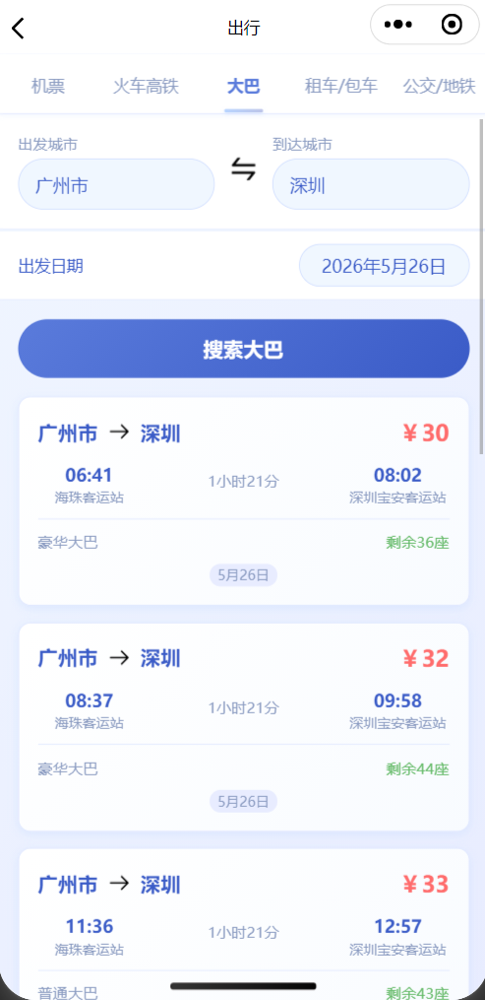 出行
机票 火车高铁 大巴 租车/包车 公交/地铁
出发城市 到达城市
广州市 ⇋ 深圳
出发日期 2026年5月26日
搜索大巴
广州市 → 深圳 ¥30
06:41 1小时21分 08:02
海珠客运站 深圳宝安客运站
豪华大巴 剩余36座
5月26日
广州市 → 深圳 ¥32
08:37 1小时21分 09:58
海珠客运站 深圳宝安客运站
豪华大巴 剩余44座
5月26日
广州市 → 深圳 ¥33
11:36 1小时21分 12:57
海珠客运站 深圳宝安客运站
普通大巴 剩余43座